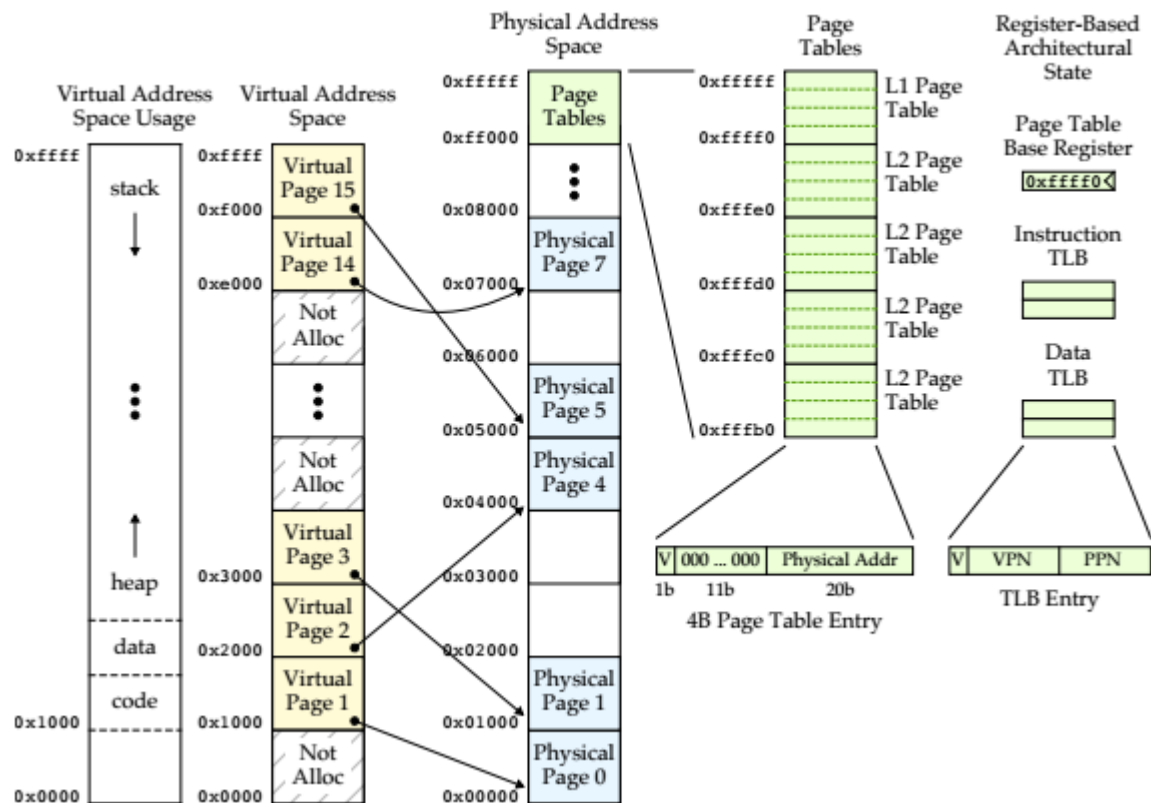 Virtual Address
Space Usage
0xffff
stack
heap
data
code
0x1000
0x0000
Virtual Address
Space
0xffff
Virtual
Page 15
0xf000
Virtual
Page 14
0xe000
Not
Alloc
Not
Alloc
Virtual
Page 3
0x3000
Virtual
Page 2
0x2000
Virtual
Page 1
0x1000
Not
Alloc
0x0000
Physical Address
Space
0xfffff
Page
Tables
0xff000
0x08000
Physical
Page 7
0x07000
0x06000
Physical
Page 5
0x05000
Physical
Page 4
0x04000
0x03000
0x02000
Physical
Page 1
0x01000
Physical
Page 0
0x00000
Page
Tables
0xfffff
L1 Page
Table
0xffff0
L2 Page
Table
0xfffe0
L2 Page
Table
0xfffd0
L2 Page
Table
0xfffc0
L2 Page
Table
0xfffb0
V 000 ... 000 Physical Addr
1b 11b 20b
4B Page Table Entry
Register-Based
Architectural
State
Page Table
Base Register
0xffff0
Instruction
TLB
Data
TLB
V VPN PPN
TLB Entry